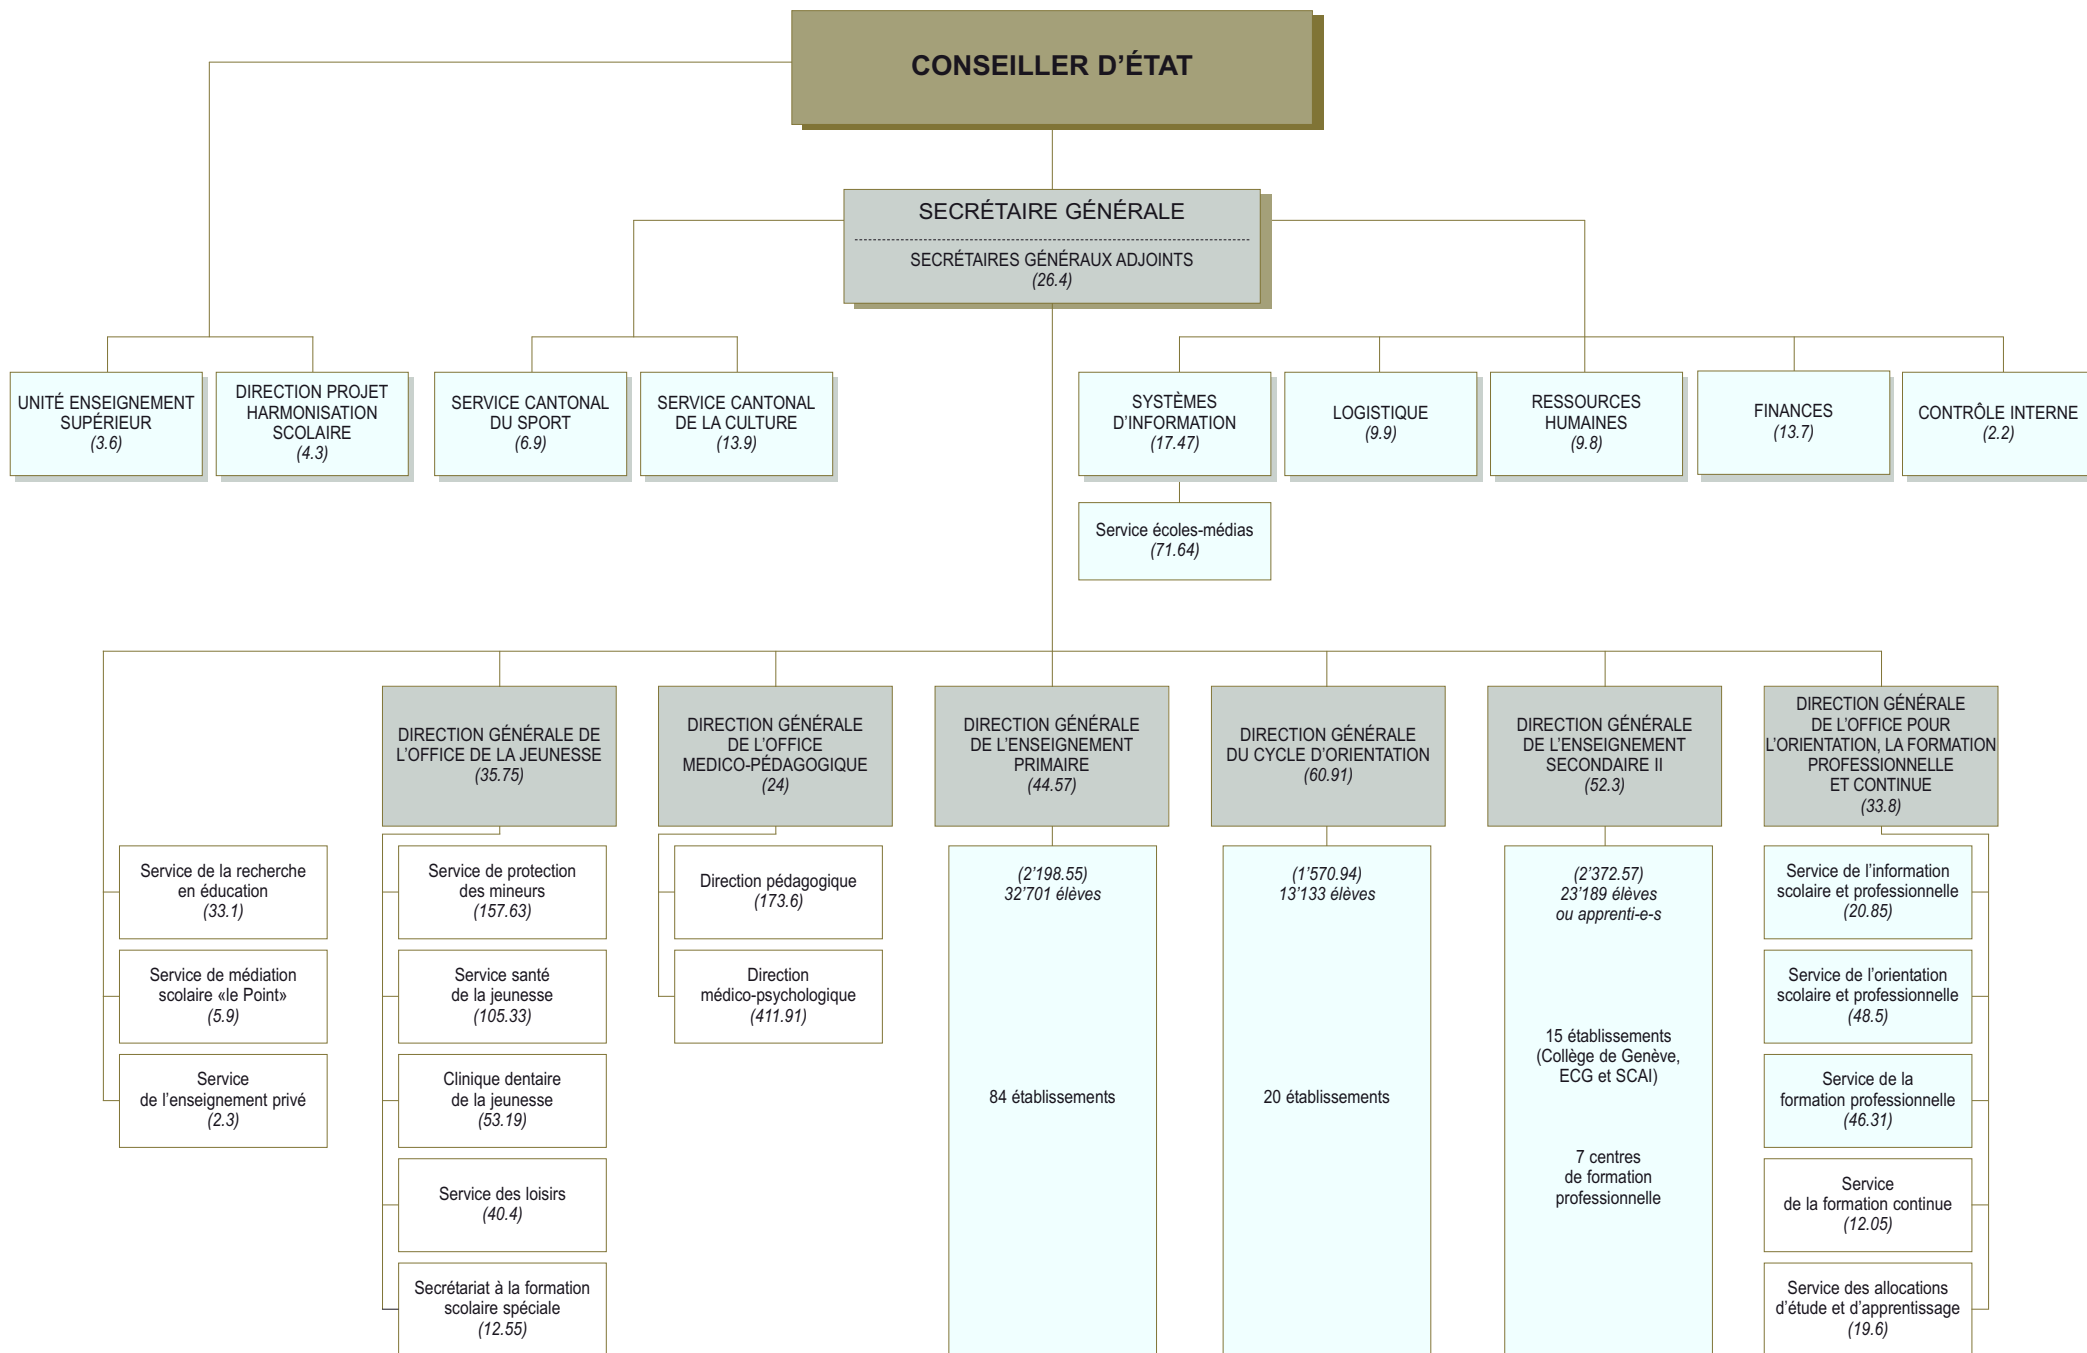 CONSEILLER D’ÉTAT
SECRÉTAIRE GÉNÉRALE
SECRÉTAIRES GÉNÉRAUX ADJOINTS
(26.4)
UNITÉ ENSEIGNEMENT
SUPÉRIEUR
(3.6)
DIRECTION PROJET
HARMONISATION
SCOLAIRE
(4.3)
SERVICE CANTONAL
DU SPORT
(6.9)
SERVICE CANTONAL
DE LA CULTURE
(13.9)
SYSTÈMES
D’INFORMATION
(17.47)
LOGISTIQUE
(9.9)
RESSOURCES
HUMAINES
(9.8)
FINANCES
(13.7)
CONTRÔLE INTERNE
(2.2)
Service écoles-médias
(71.64)
Service de la recherche
en éducation
(33.1)
Service de médiation
scolaire «le Point»
(5.9)
Service
de l’enseignement privé
(2.3)
DIRECTION GÉNÉRALE DE
L’OFFICE DE LA JEUNESSE
(35.75)
Service de protection
des mineurs
(157.63)
Service santé
de la jeunesse
(105.33)
Clinique dentaire
de la jeunesse
(53.19)
Service des loisirs
(40.4)
Secrétariat à la formation
scolaire spéciale
(12.55)
DIRECTION GÉNÉRALE
DE L’OFFICE
MEDICO-PÉDAGOGIQUE
(24)
Direction pédagogique
(173.6)
Direction
médico-psychologique
(411.91)
DIRECTION GÉNÉRALE
DE L’ENSEIGNEMENT
PRIMAIRE
(44.57)
(2’198.55)
32’701 élèves
84 établissements
DIRECTION GÉNÉRALE
DU CYCLE D’ORIENTATION
(60.91)
(1’570.94)
13’133 élèves
20 établissements
DIRECTION GÉNÉRALE
DE L’ENSEIGNEMENT
SECONDAIRE II
(52.3)
(2’372.57)
23’189 élèves
ou apprenti-e-s
15 établissements
(Collège de Genève,
ECG et SCAI)
7 centres
de formation
professionnelle
DIRECTION GÉNÉRALE
DE L’OFFICE POUR
L’ORIENTATION, LA FORMATION
PROFESSIONNELLE
ET CONTINUE
(33.8)
Service de l’information
scolaire et professionnelle
(20.85)
Service de l’orientation
scolaire et professionnelle
(48.5)
Service de la
formation professionnelle
(46.31)
Service
de la formation continue
(12.05)
Service des allocations
d’étude et d’apprentissage
(19.6)